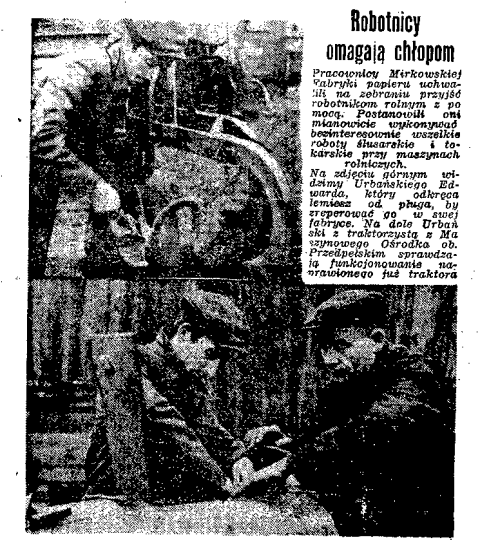 Robotnicy
omagają chłopom
Pracownicy Mirkowskiej
Fabryki papieru uchwa-
lili na zebraniu przyjść
robotnikom rolnym z po
mocą. Postanowili oni
mianowicie wykonywać
bezinteresownie wszelkie
roboty ślusarskie i to-
karskie przy maszynach
rolniczych.
Na zdjęciu górnym wi-
dzimy Urbańskiego Ed-
warda, który odkręca
lemiesz od pługa, by
zreperować go w swej
fabryce. Na dole Urbań
ski z traktorzystą z Ma
szynowego Ośrodka ob.
Przedpełskim sprawdza-
ją funkcjonowanie na-
prawionego już traktora